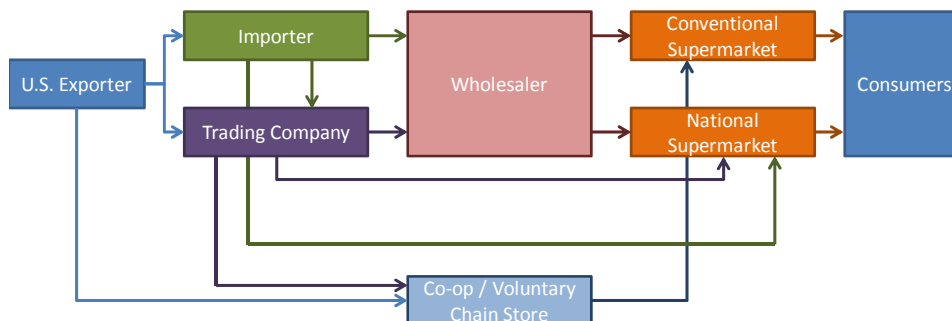 Importer
Conventional
Supermarket
U.S. Exporter
Wholesaler
Consumers
Trading Company
National
Supermarket
Co-op / Voluntary
Chain Store